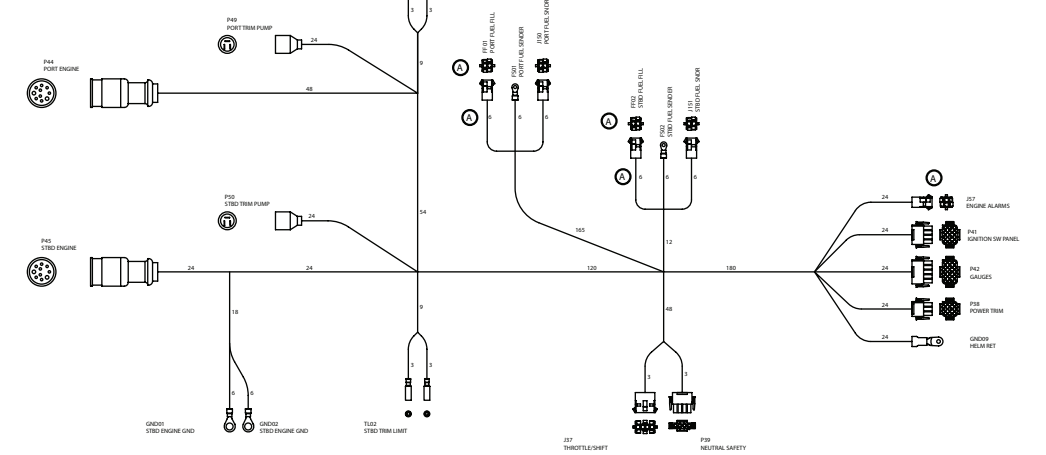 3
3
P49
PORT TRIM PUMP
24
9
P44
PORT ENGINE
48
FF01
PORT FUEL FILL
FS01
PORT FUEL SENDER
J150
PORT FUEL SNDR
A
A
6
6
6
FF02
STBD FUEL FILL
FS02
STBD FUEL SENDER
J151
STBD FUEL SNDR
A
A
6
6
6
P50
STBD TRIM PUMP
24
54
P45
STBD ENGINE
24
24
165
12
120
180
A
24
J57
ENGINE ALARMS
24
P41
IGNITION SW PANEL
24
P42
GAUGES
24
P38
POWER TRIM
24
GND09
HELM RET
18
9
48
3
3
3
3
6
6
GND01
STBD ENGINE GND
GND02
STBD ENGINE GND
TL02
STBD TRIM LIMIT
J37
THROTTLE/SHIFT
P39
NEUTRAL SAFETY